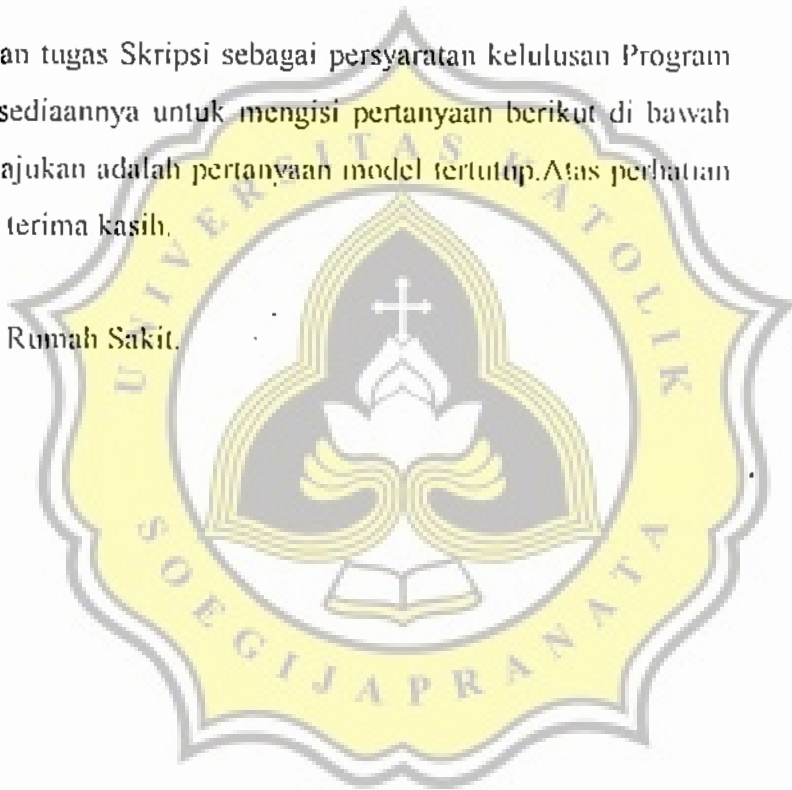 an tugas Skripsi sebagai persyaratan kelulusan Program
sediaannya untuk mengisi pertanyaan berikut di bawah
ajukan adalah pertanyaan model tertutup.Atas perhatian
terima kasih.
Rumah Sakit.
UNIVERSITAS KATOLIK
SOEGIJAPRANATA